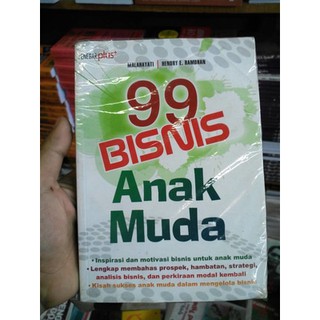 plus+
MALAHAYATI | HENDRY E. RAMDHAN
99
BISNIS
Anak
Muda
• Inspirasi dan motivasi bisnis untuk anak muda
• Lengkap membahas prospek, hambatan, strategi,
analisis bisnis, dan perkiraan modal kembali
• Kisah sukses anak muda dalam mengelola bisnis